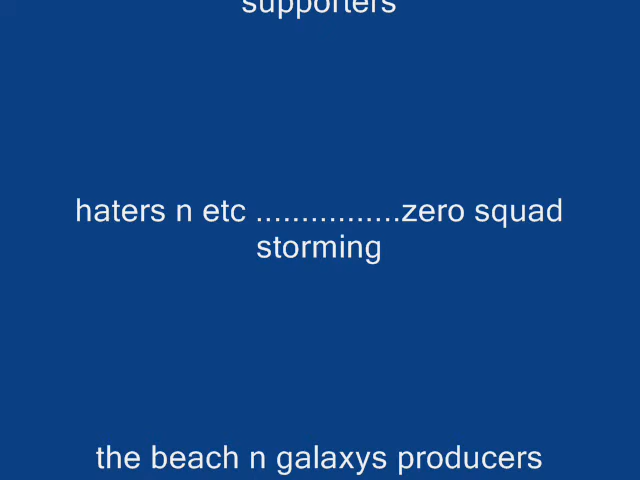 supporters
haters n etc ................zero squad
storming
the beach n galaxys producers